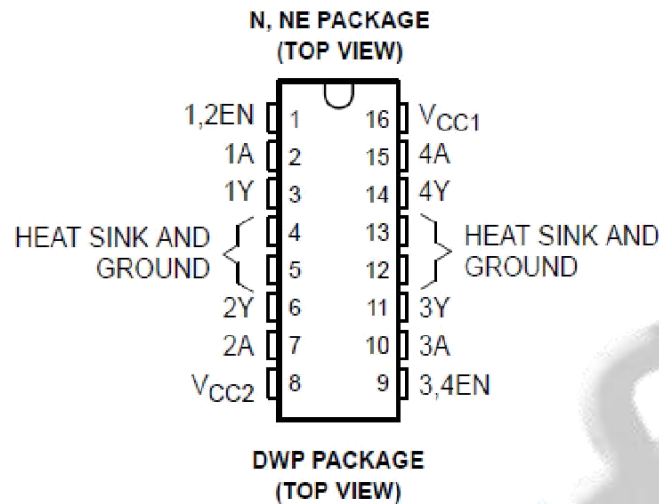 N, NE PACKAGE
(TOP VIEW)
1,2EN 1 16 VCC1
1A 2 15 4A
1Y 3 14 4Y
HEAT SINK AND 4 13 HEAT SINK AND
GROUND 5 12 GROUND
2Y 6 11 3Y
2A 7 10 3A
VCC2 8 9 3,4EN
DWP PACKAGE
(TOP VIEW)